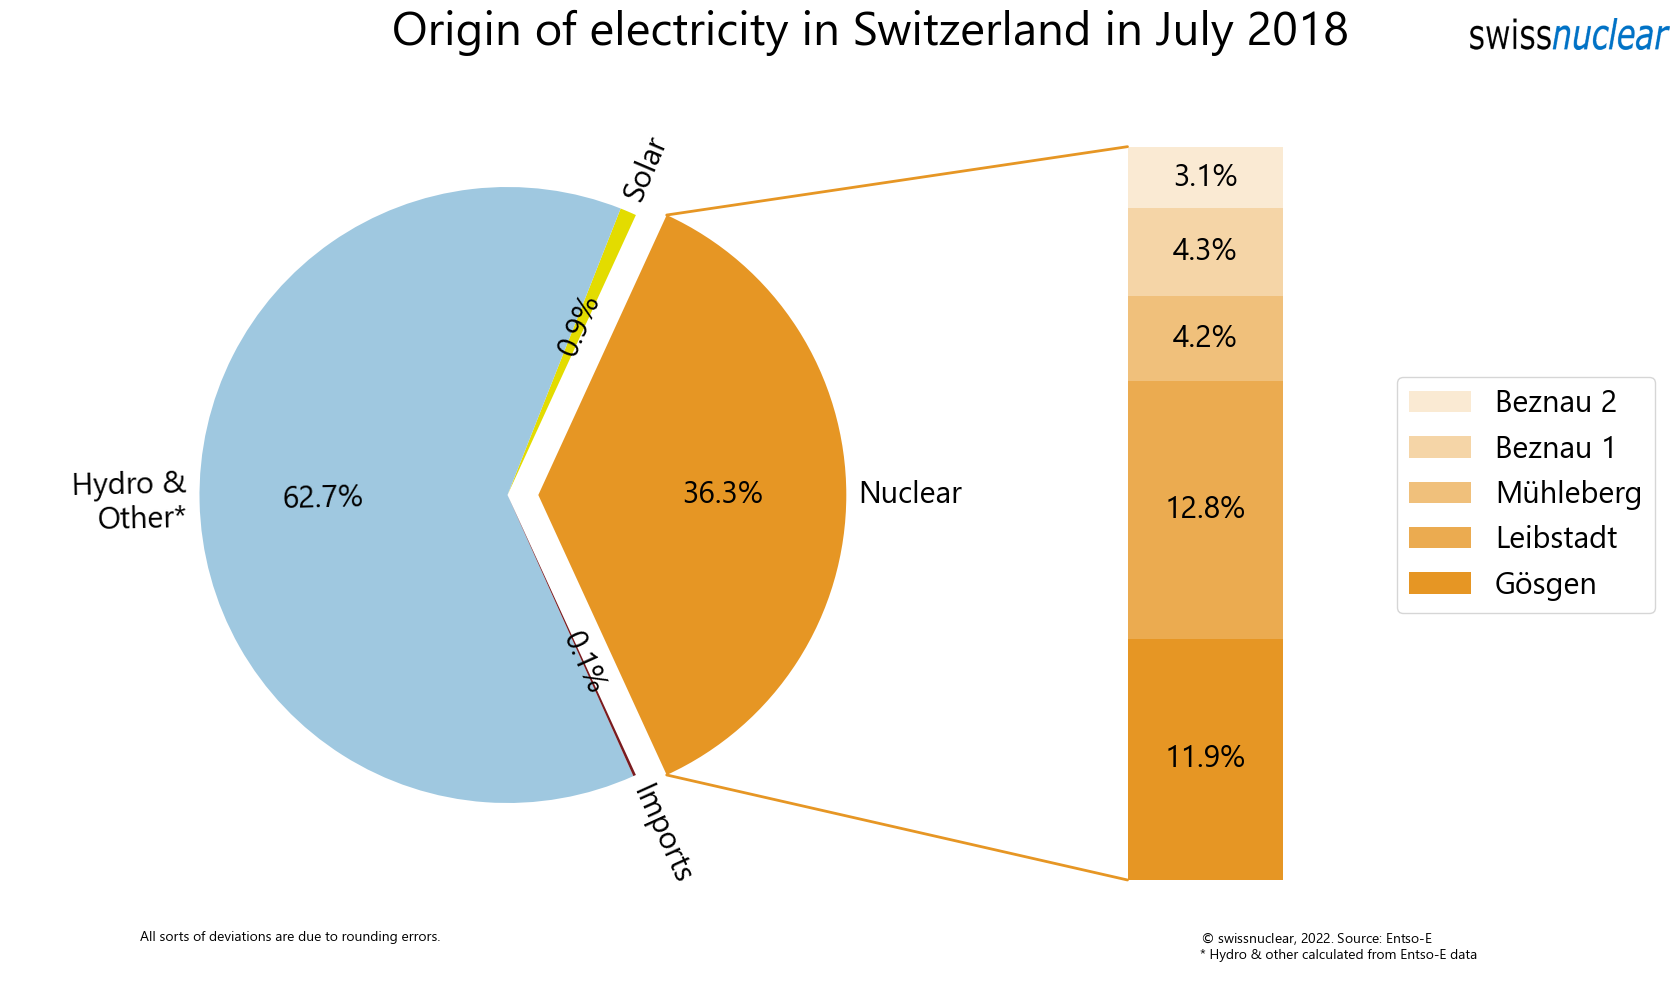 Origin of electricity in Switzerland in July 2018
swissnuclear
Solar
0.9%
Hydro &
Other*
62.7%
36.3%
Nuclear
0.1%
Imports
3.1%
4.3%
4.2%
12.8%
11.9%
Beznau 2
Beznau 1
Mühleberg
Leibstadt
Gösgen
All sorts of deviations are due to rounding errors.
© swissnuclear, 2022. Source: Entso-E
* Hydro & other calculated from Entso-E data